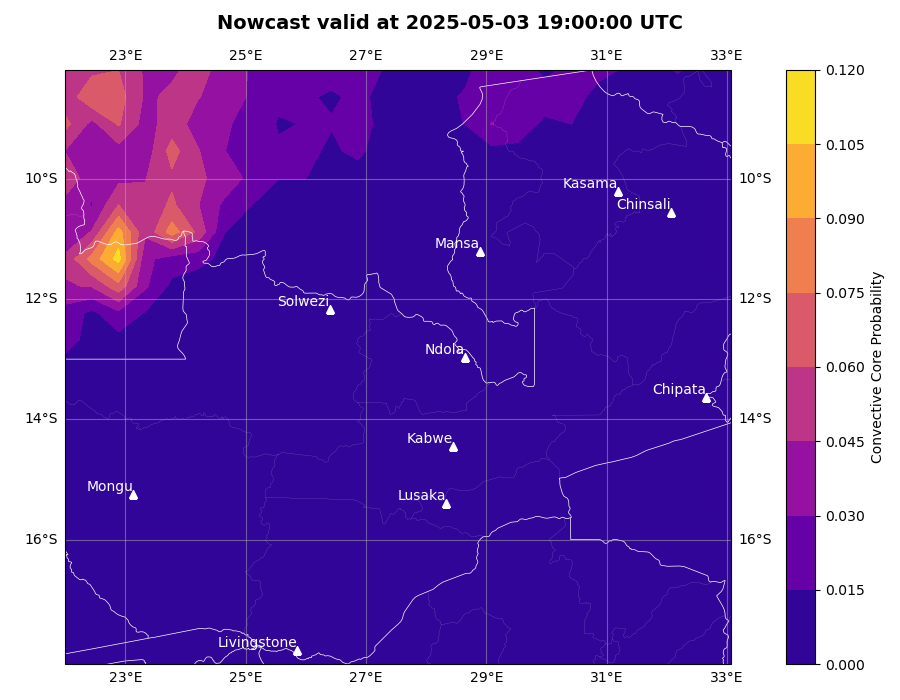 Nowcast valid at 2025-05-03 19:00:00 UTC
23°E 25°E 27°E 29°E 31°E 33°E
0.120
0.105
10°S Kasama 10°S
Chinsali
0.090
Mansa
12°S Solwezi 12°S
0.075
Ndola
0.060
Chipata
14°S 14°S
Kabwe
0.045
Mongu
Lusaka
0.030
16°S 16°S
0.015
Livingstone
0.000
23°E 25°E 27°E 29°E 31°E 33°E
Convective Core Probability